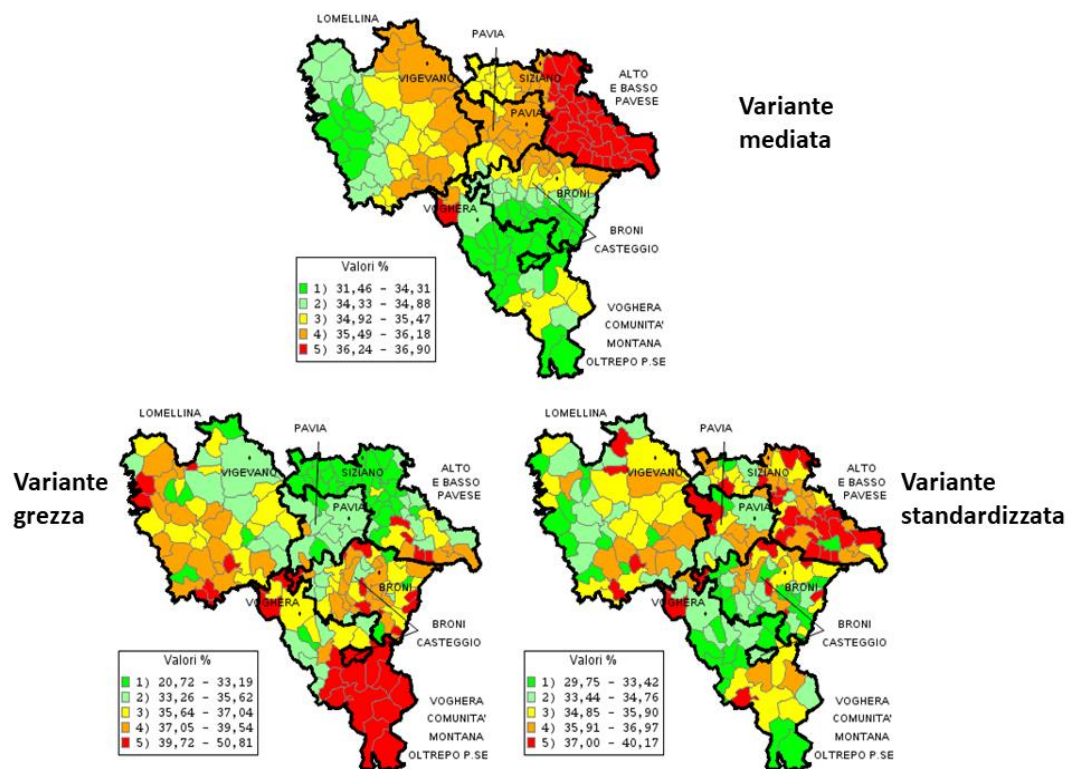 LOMELLINA
PAVIA
VIGEVANO
SIZIANO
ALTO
E BASSO
PAVESE
PAVIA
VOGHERA
BRONI
BRONI
CASTEGGIO
VOGHERA
COMUNITA'
MONTANA
OLTREPO P.SE
Variante
mediata
Valori %
1) 31,46 - 34,31
2) 34,33 - 34,88
3) 34,92 - 35,47
4) 35,49 - 36,18
5) 36,24 - 36,90
Variante
grezza
LOMELLINA
PAVIA
VIGEVANO
SIZIANO
ALTO
E BASSO
PAVESE
PAVIA
VOGHERA
BRONI
BRONI
CASTEGGIO
VOGHERA
COMUNITA'
MONTANA
OLTREPO P.SE
Valori %
1) 20,72 - 33,19
2) 33,26 - 35,62
3) 35,64 - 37,04
4) 37,05 - 39,54
5) 39,72 - 50,81
LOMELLINA
PAVIA
VIGEVANO
SIZIANO
ALTO
E BASSO
PAVESE
PAVIA
VOGHERA
BRONI
BRONI
CASTEGGIO
VOGHERA
COMUNITA'
MONTANA
OLTREPO P.SE
Variante
standardizzata
Valori %
1) 29,75 - 33,42
2) 33,44 - 34,76
3) 34,85 - 35,90
4) 35,91 - 36,97
5) 37,00 - 40,17